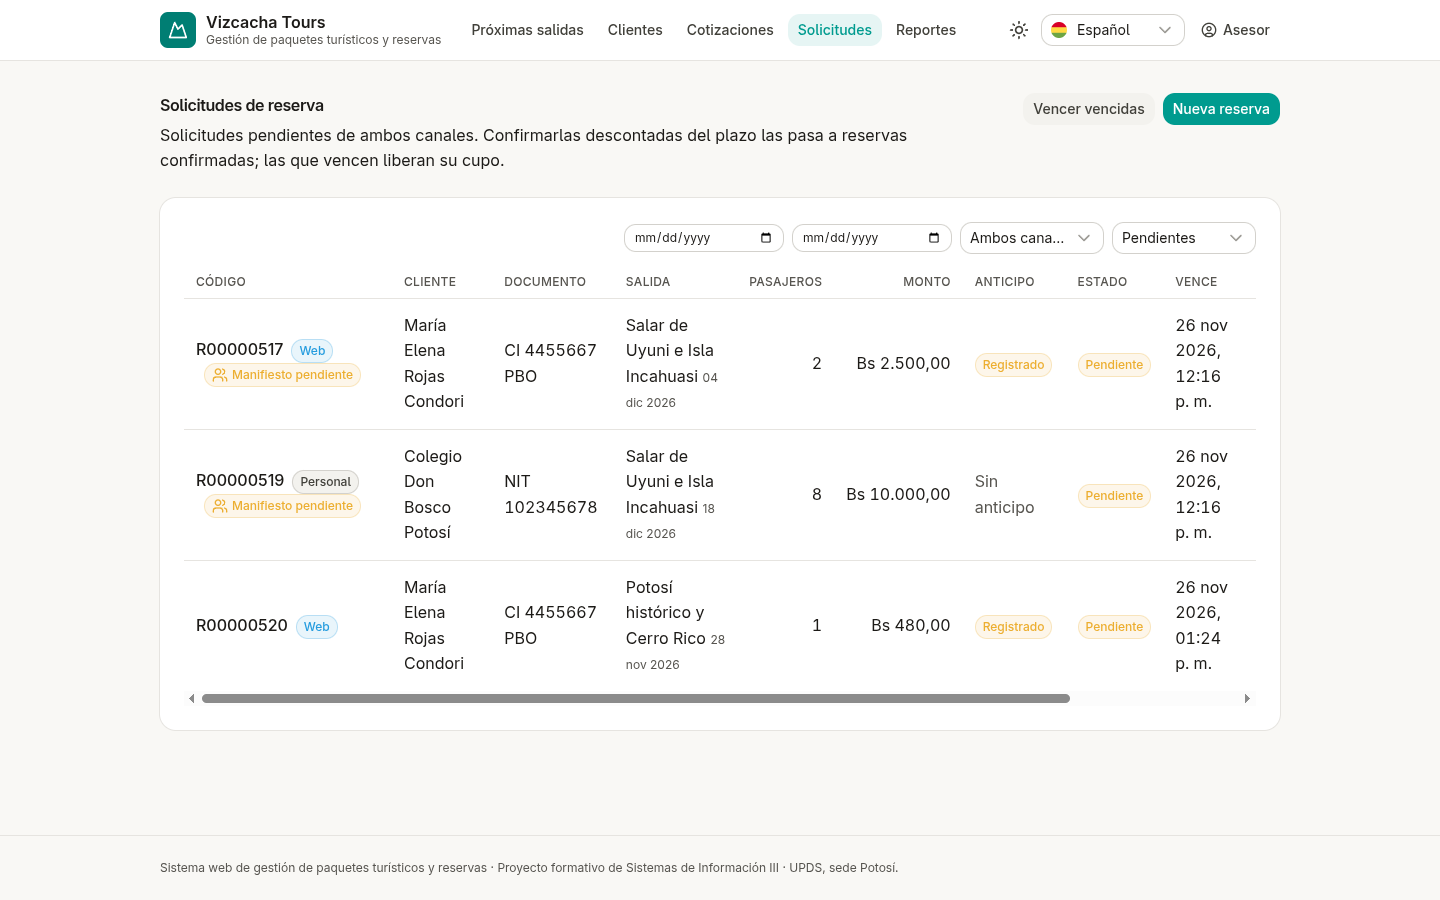 Vizcacha Tours
Gestión de paquetes turísticos y reservas
Próximas salidas
Clientes
Cotizaciones
Solicitudes
Reportes
Español
Asesor
Solicitudes de reserva
Solicitudes pendientes de ambos canales. Confirmarlas descontadas del plazo las pasa a reservas
confirmadas; las que vencen liberan su cupo.
Vencer vencidas
Nueva reserva
mm/dd/yyyy
mm/dd/yyyy
Ambos cana...
Pendientes
CÓDIGO
CLIENTE
DOCUMENTO
SALIDA
PASAJEROS
MONTO
ANTICIPO
ESTADO
VENCE
R00000517 Web
Manifiesto pendiente
María
Elena
Rojas
Condori
CI 4455667
PBO
Salar de
Uyuni e Isla
Incahuasi 04
dic 2026
2
Bs 2.500,00
Registrado
Pendiente
26 nov
2026,
12:16
p. m.
R00000519 Personal
Manifiesto pendiente
Colegio
Don
Bosco
Potosí
NIT
102345678
Salar de
Uyuni e Isla
Incahuasi 18
dic 2026
8
Bs 10.000,00
Sin
anticipo
Pendiente
26 nov
2026,
12:16
p. m.
R00000520 Web
María
Elena
Rojas
Condori
CI 4455667
PBO
Potosí
histórico y
Cerro Rico 28
nov 2026
1
Bs 480,00
Registrado
Pendiente
26 nov
2026,
01:24
p. m.
Sistema web de gestión de paquetes turísticos y reservas · Proyecto formativo de Sistemas de Información III · UPDS, sede Potosí.